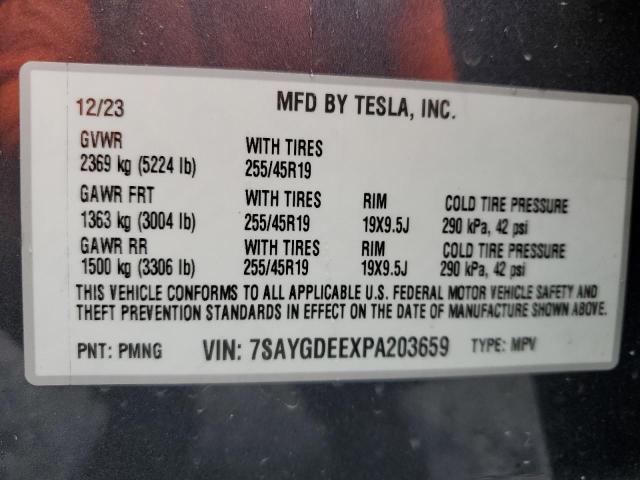 12/23 MFD BY TESLA, INC.
GVWR
2369 kg (5224 lb) WITH TIRES 255/45R19
GAWR FRT WITH TIRES RIM COLD TIRE PRESSURE
1363 kg (3004 lb) 255/45R19 19X9.5J 290 kPa, 42 psi
GAWR RR WITH TIRES RIM COLD TIRE PRESSURE
1500 kg (3306 lb) 255/45R19 19X9.5J 290 kPa, 42 psi
THIS VEHICLE CONFORMS TO ALL APPLICABLE U.S. FEDERAL MOTOR VEHICLE SAFETY AND
THEFT PREVENTION STANDARDS IN EFFECT ON THE DATE OF MANUFACTURE SHOWN ABOVE.
PNT: PMNG VIN: 7SAYGDEEXPA203659 TYPE: MPV